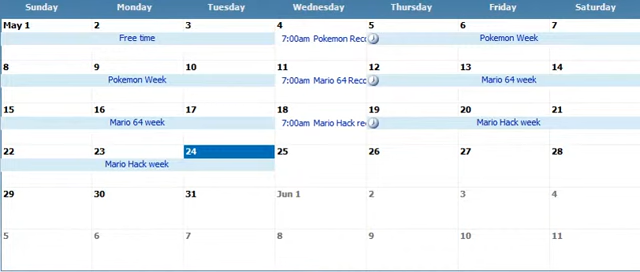 Sunday Monday Tuesday Wednesday Thursday Friday Saturday
May 1 2 3 4 5 6 7
Free time 7:00am Pokemon Reco Pokemon Week
8 9 10 11 12 13 14
Pokemon Week 7:00am Mario 64 Reco Mario 64 week
15 16 17 18 19 20 21
Mario 64 week 7:00am Mario Hack re Mario Hack week
22 23 24 25 26 27 28
Mario Hack week
29 30 31 Jun 1 2 3 4
5 6 7 8 9 10 11